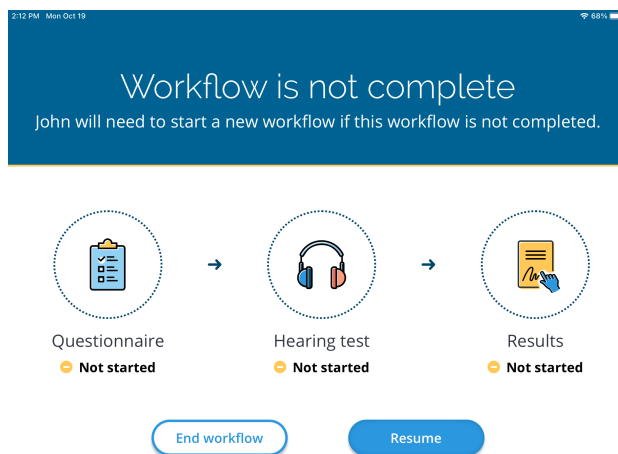 2:12 PM Mon Oct 19 68%
Workflow is not complete
John will need to start a new workflow if this workflow is not completed.
Questionnaire Hearing test Results
Not started Not started Not started
End workflow Resume